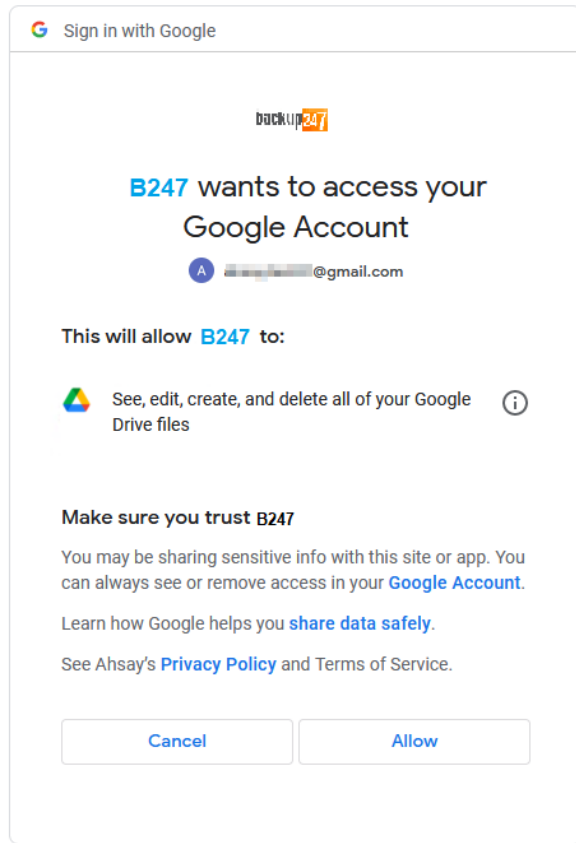 Sign in with Google
backup247
B247 wants to access your
Google Account
A @gmail.com
This will allow B247 to:
See, edit, create, and delete all of your Google
Drive files
Make sure you trust B247
You may be sharing sensitive info with this site or app. You
can always see or remove access in your Google Account.
Learn how Google helps you share data safely.
See Ahsay's Privacy Policy and Terms of Service.
Cancel Allow